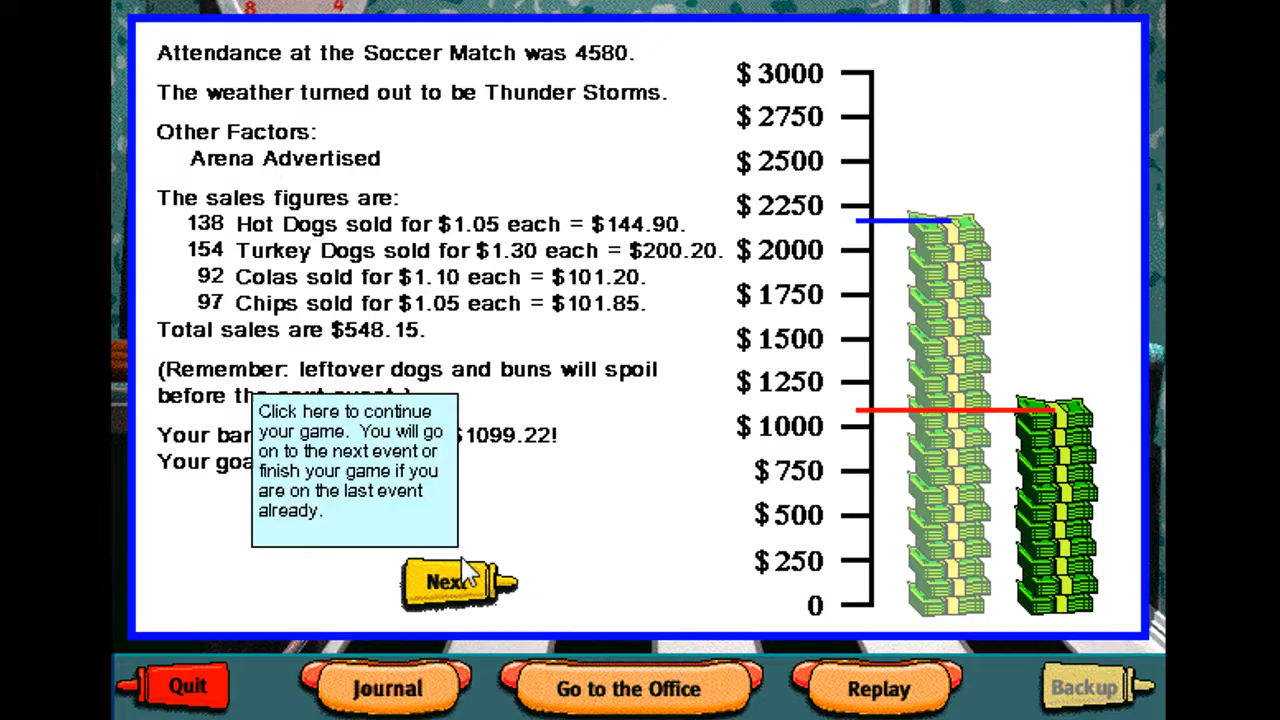 8 4
Attendance at the Soccer Match was 4580.
The weather turned out to be Thunder Storms.
Other Factors:
Arena Advertised
The sales figures are:
138 Hot Dogs sold for $1.05 each = $144.90.
154 Turkey Dogs sold for $1.30 each = $200.20.
92 Colas sold for $1.10 each = $101.20.
97 Chips sold for $1.05 each = $101.85.
Total sales are $548.15.
(Remember: leftover dogs and buns will spoil
before
Your $1099.22!
Your
Click here to continue
your game. You will go
on to the next event or
finish your game if you
are on the last event
already.
Next
$ 3000
$ 2750
$ 2500
$ 2250
$ 2000
$ 1750
$ 1500
$ 1250
$ 1000
$ 750
$ 500
$ 250
0
Quit
Journal
Go to the Office
Replay
Backup